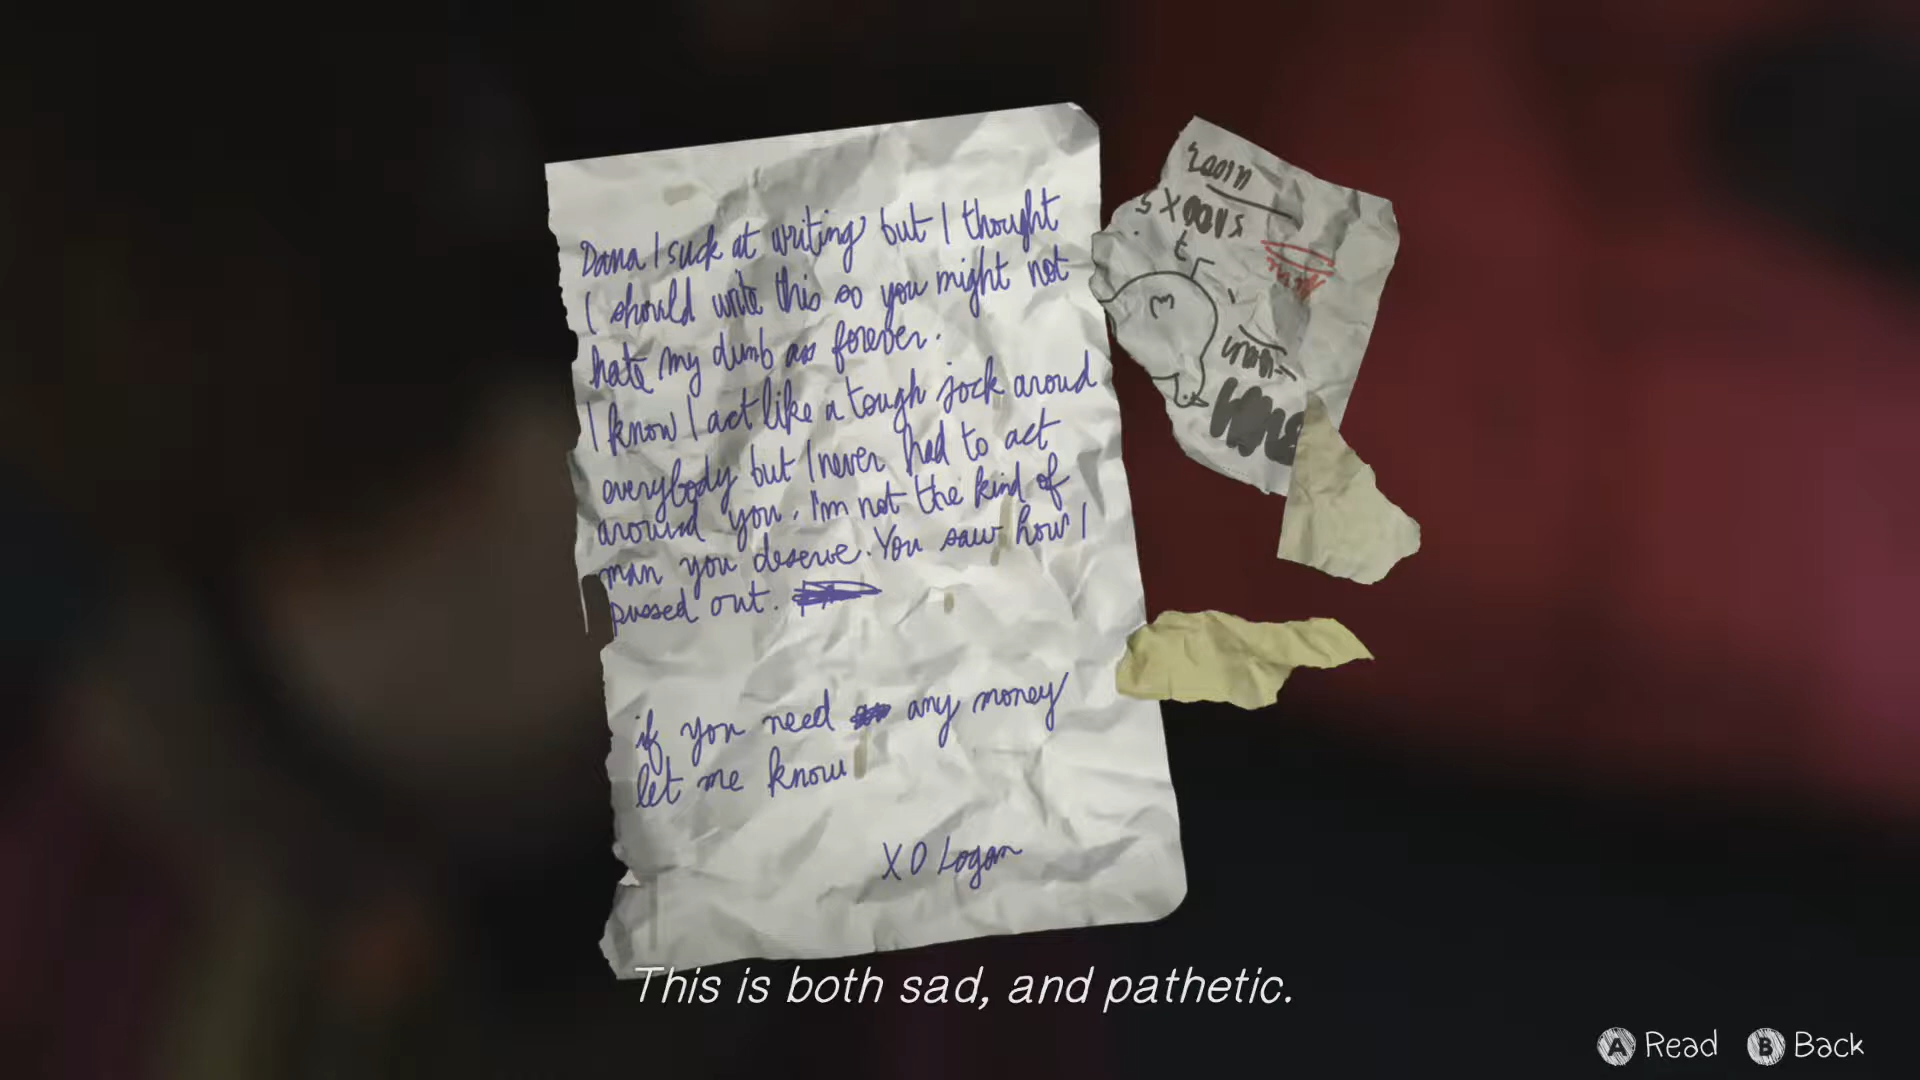 Dana I suck at writing but I thought
I should write this so you might not
hate my dumb ass forever.
I know I act like a tough jock aroud
everybody but I never had to act
around you. I'm not the kind of
man you deserve. You saw how I
pussed out.
if you need any money
let me know
XO Logan
This is both sad, and pathetic.
A Read B Back